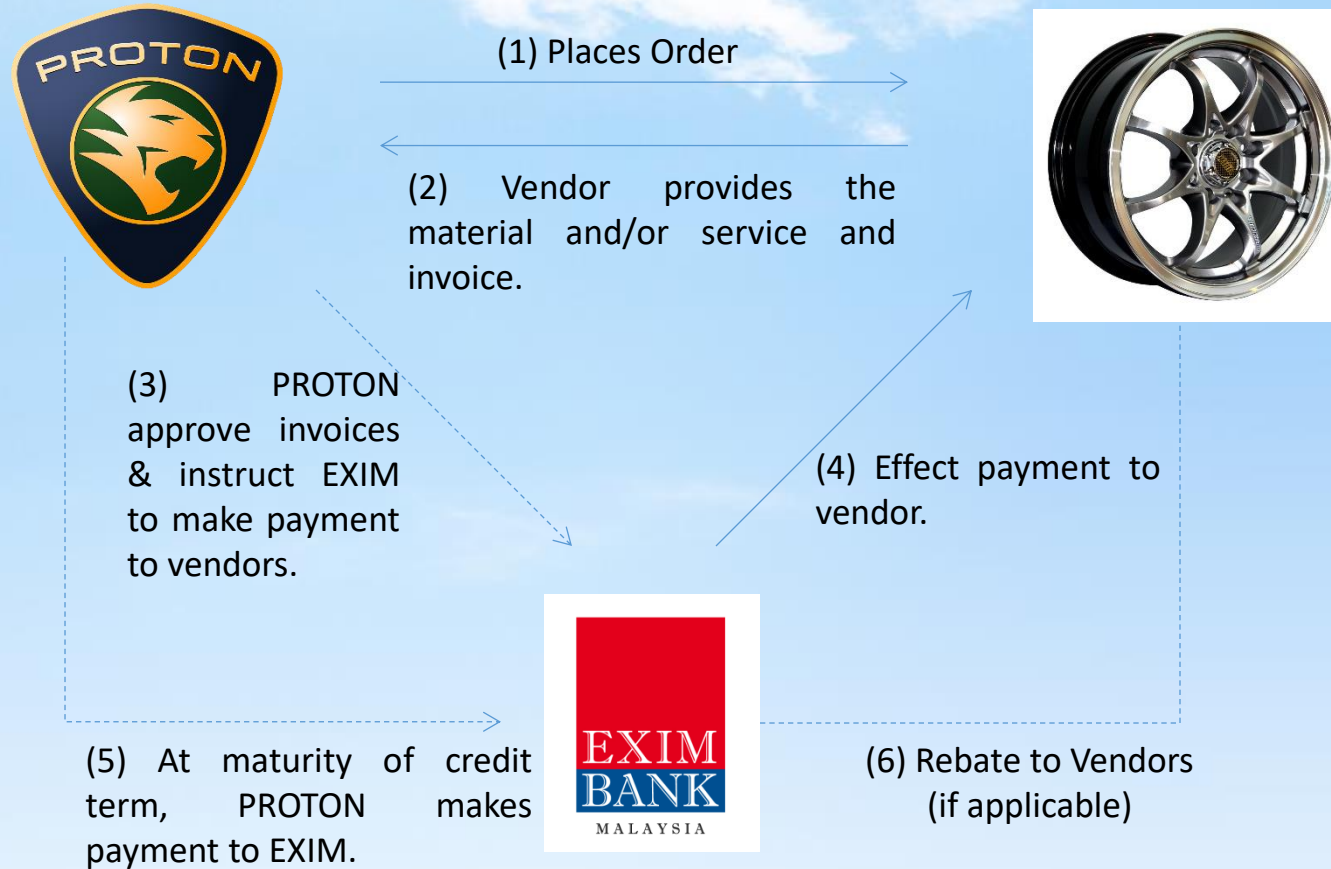 PROTON
(1) Places Order
(2) Vendor provides the
material and/or service and
invoice.
(3) PROTON
approve invoices
& instruct EXIM
to make payment
to vendors.
(4) Effect payment to
vendor.
EXIM
BANK
MALAYSIA
(5) At maturity of credit
term, PROTON makes
payment to EXIM.
(6) Rebate to Vendors
(if applicable)